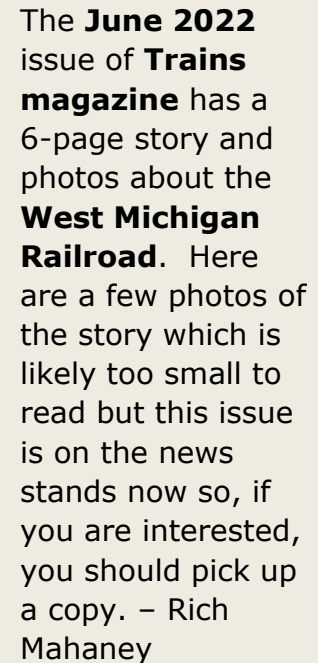 The June 2022
issue of Trains
magazine has a
6-page story and
photos about the
West Michigan
Railroad.  Here
are a few photos of
the story which is
likely too small to
read but this issue
is on the news
stands now so, if
you are interested,
you should pick up
a copy. – Rich
Mahaney